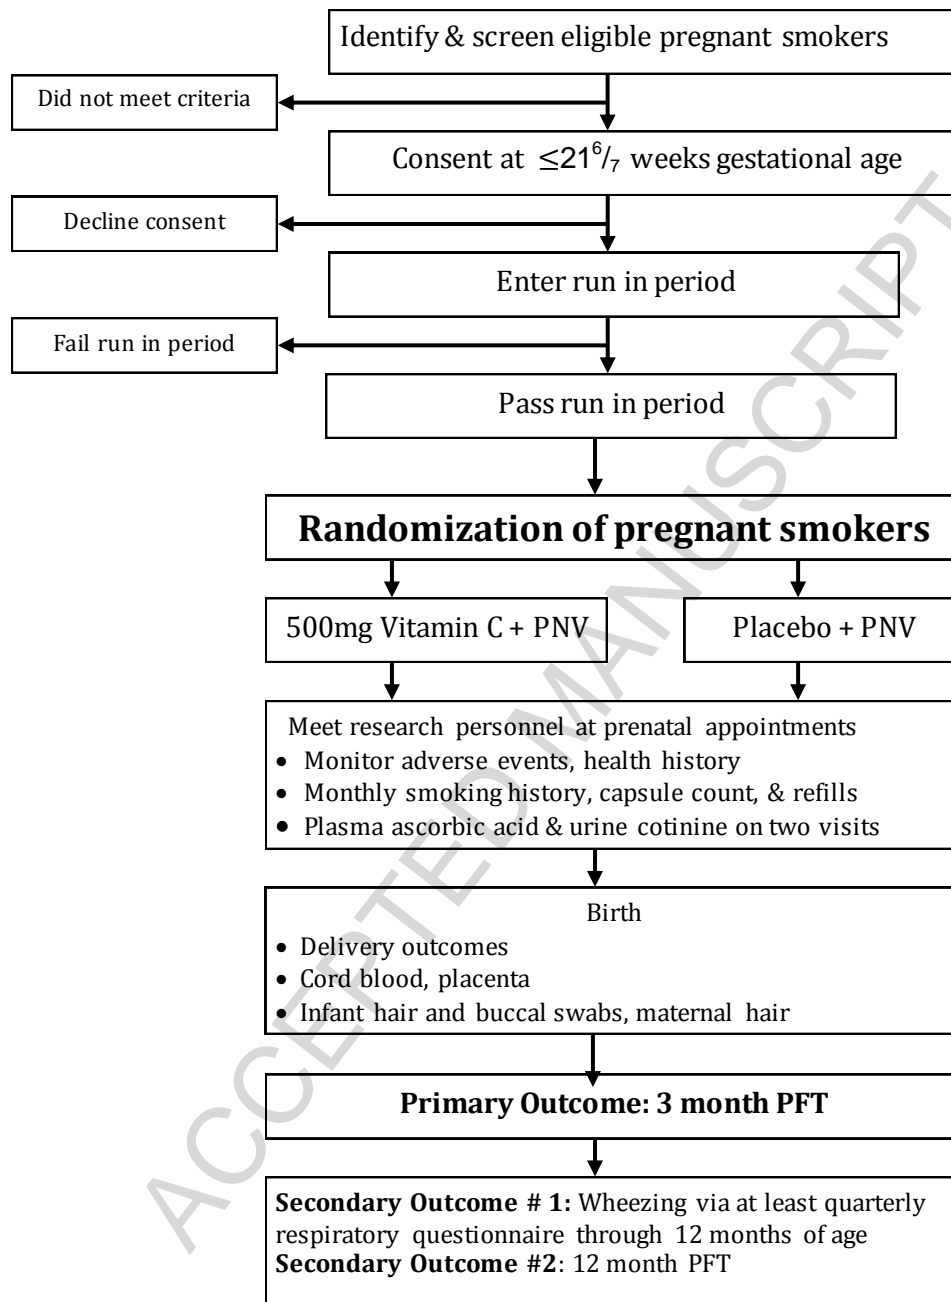 Identify & screen eligible pregnant smokers
Did not meet criteria
Consent at ≤21⁶/₇ weeks gestational age
Decline consent
Enter run in period
Fail run in period
Pass run in period
Randomization of pregnant smokers
500mg Vitamin C + PNV
Placebo + PNV
Meet research personnel at prenatal appointments
• Monitor adverse events, health history
• Monthly smoking history, capsule count, & refills
• Plasma ascorbic acid & urine cotinine on two visits
Birth
• Delivery outcomes
• Cord blood, placenta
• Infant hair and buccal swabs, maternal hair
Primary Outcome: 3 month PFT
Secondary Outcome # 1: Wheezing via at least quarterly
respiratory questionnaire through 12 months of age
Secondary Outcome #2: 12 month PFT
ACCEPTED MANUSCRIPT